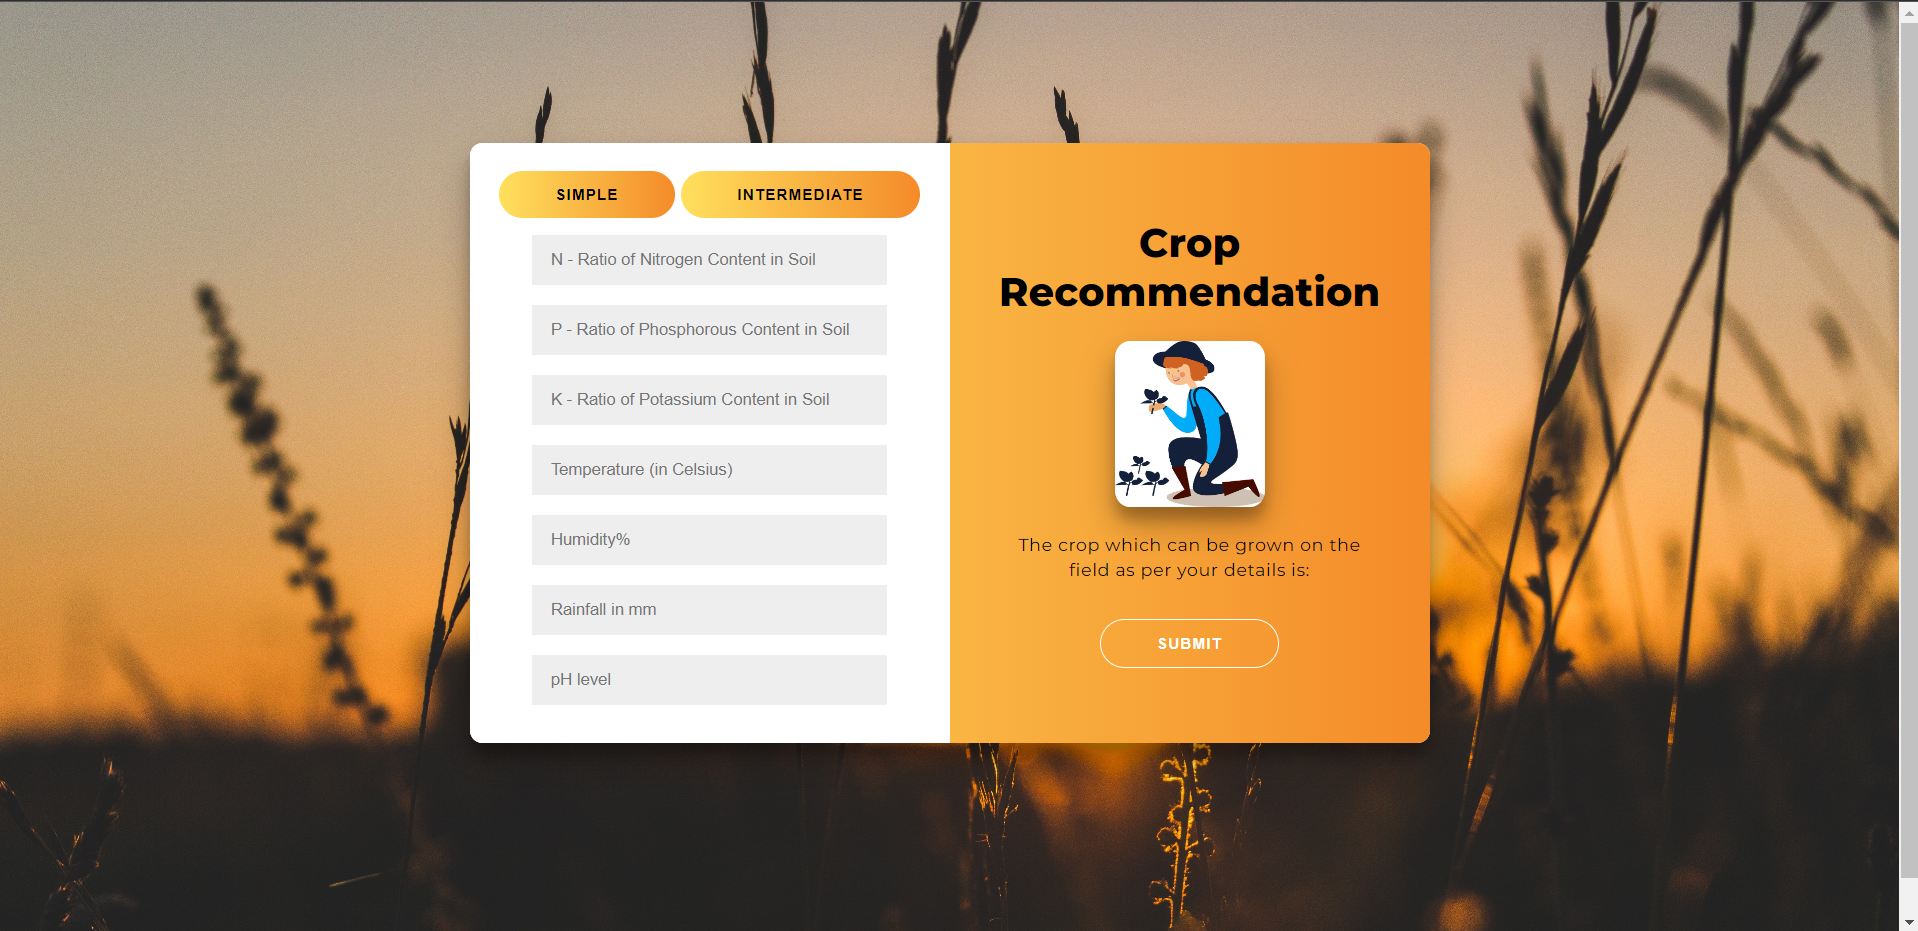 SIMPLE
INTERMEDIATE
N - Ratio of Nitrogen Content in Soil
P - Ratio of Phosphorous Content in Soil
K - Ratio of Potassium Content in Soil
Temperature (in Celsius)
Humidity%
Rainfall in mm
pH level
Crop
Recommendation
The crop which can be grown on the
field as per your details is:
SUBMIT